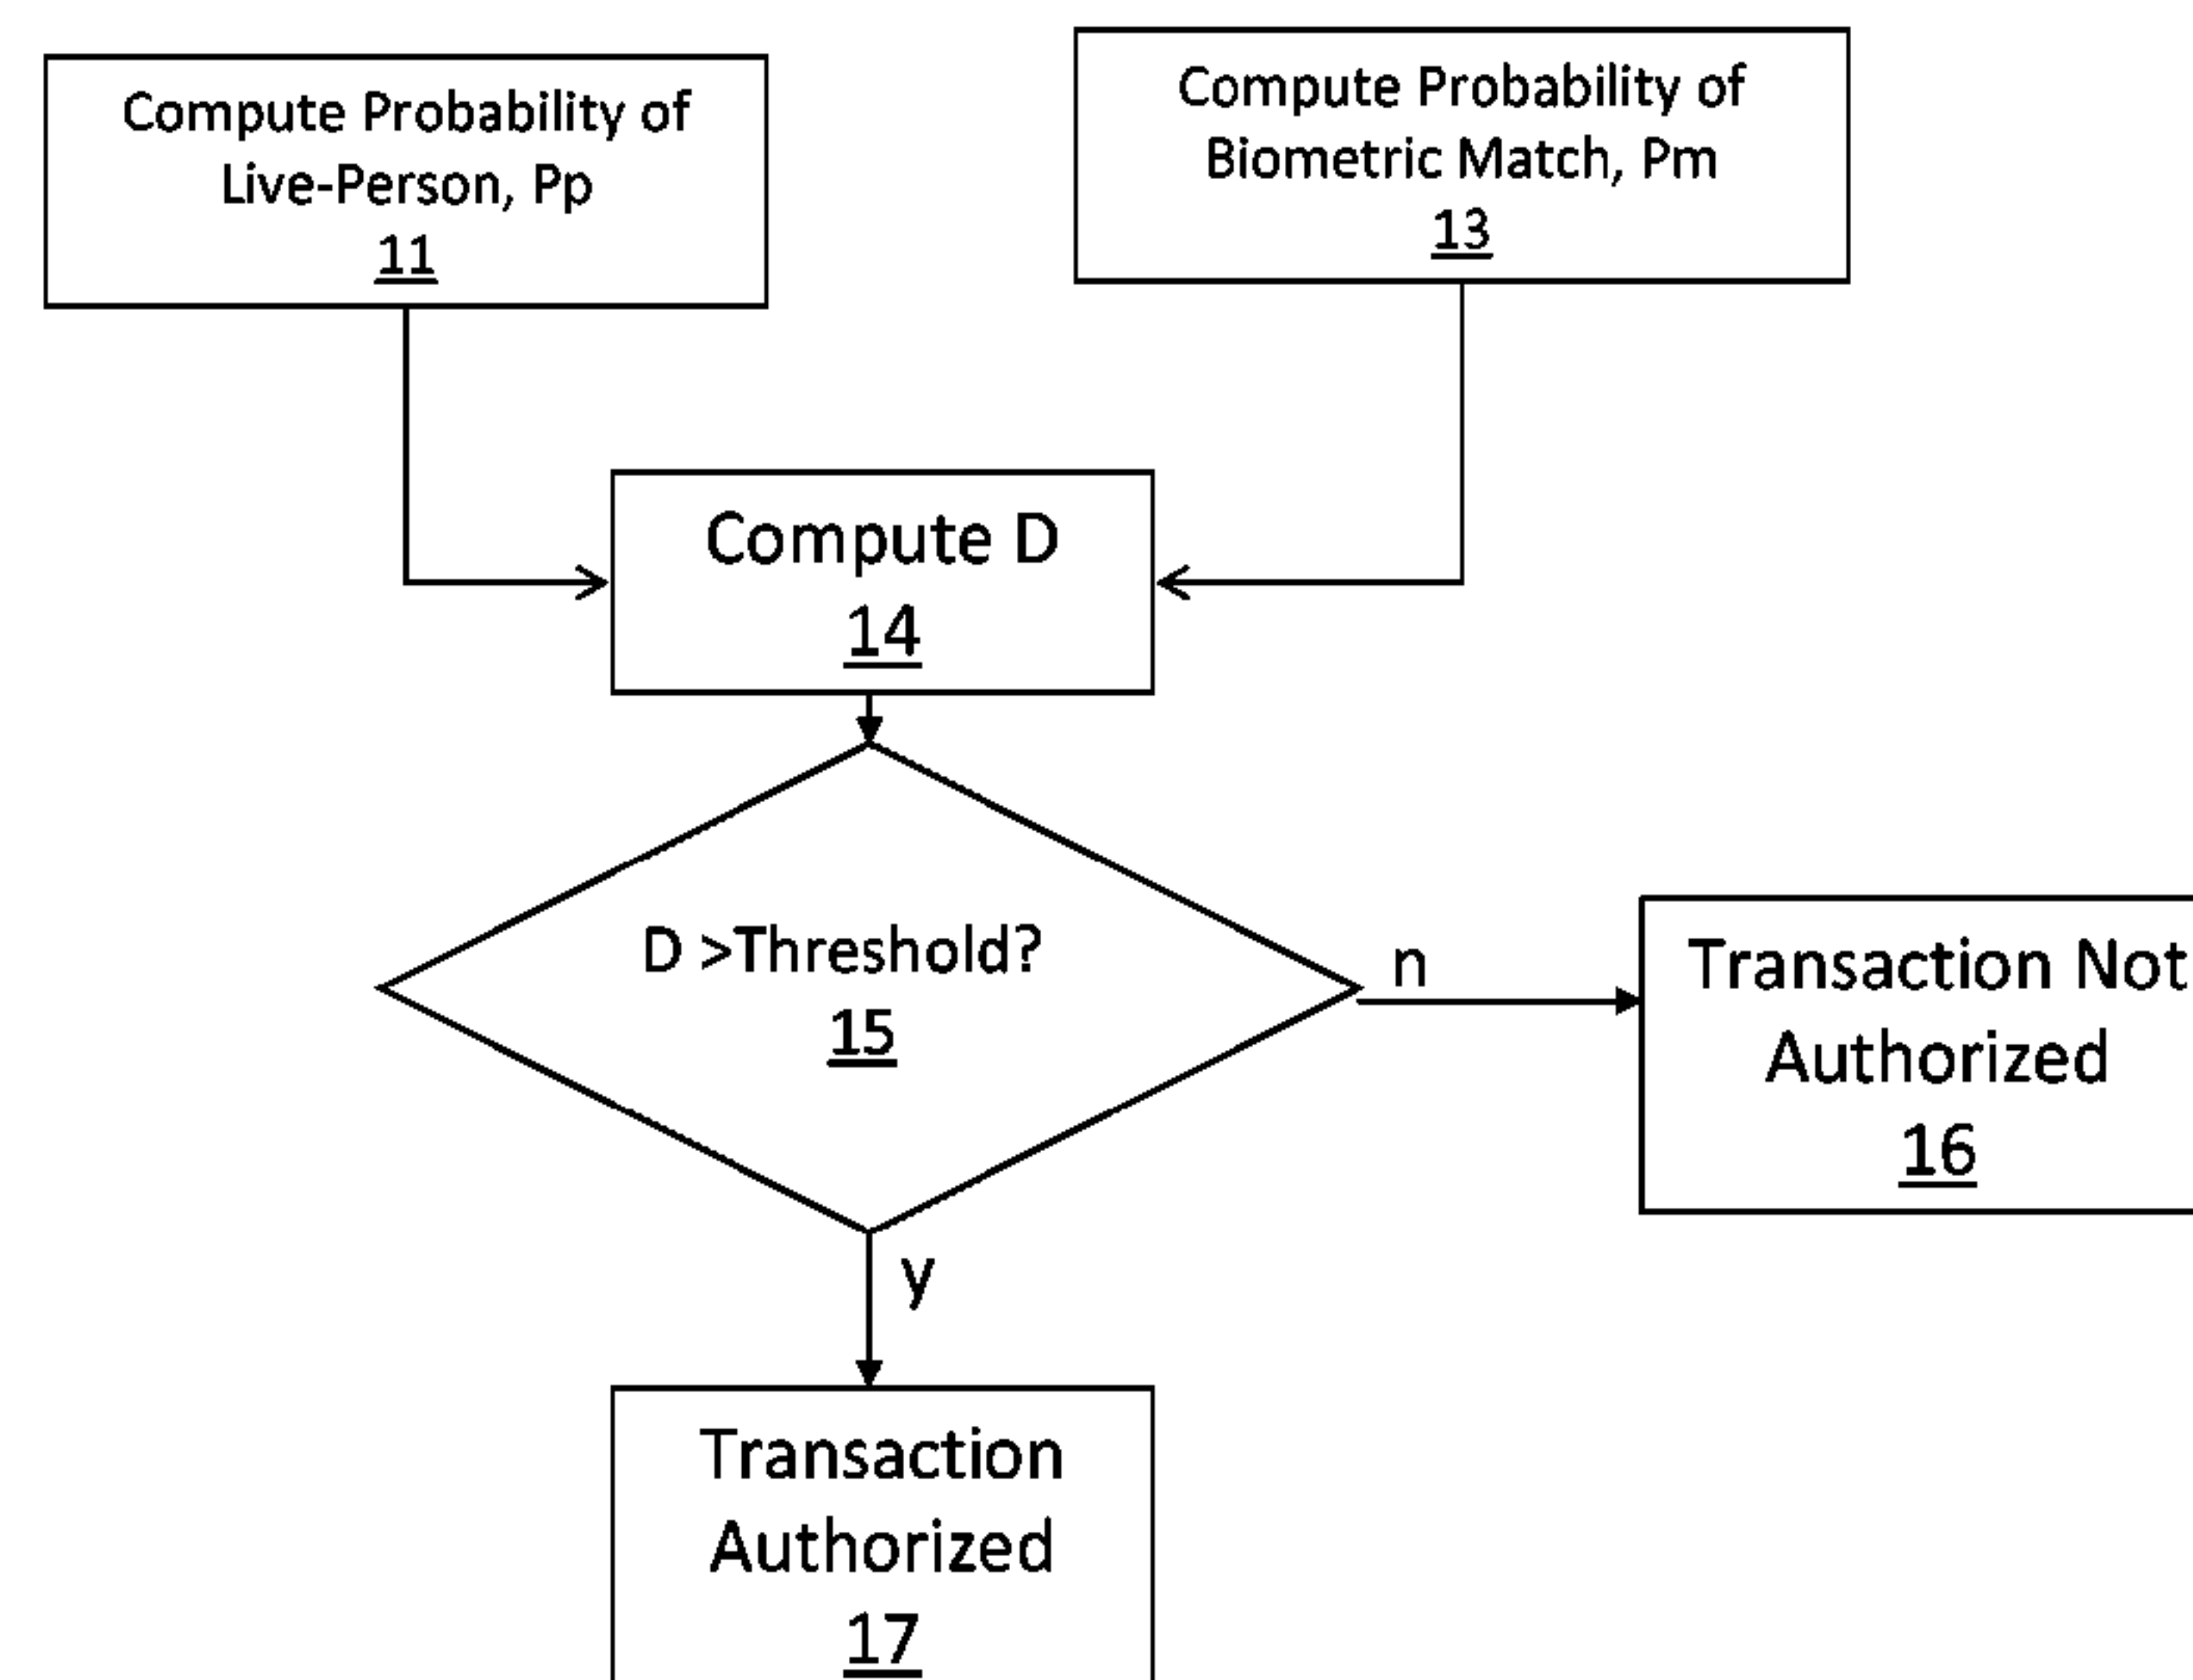 Compute Probability of
Live-Person, Pp
11
Compute Probability of
Biometric Match, Pm
13
Compute D
14
D >Threshold?
15
n
Transaction Not
Authorized
16
y
Transaction
Authorized
17